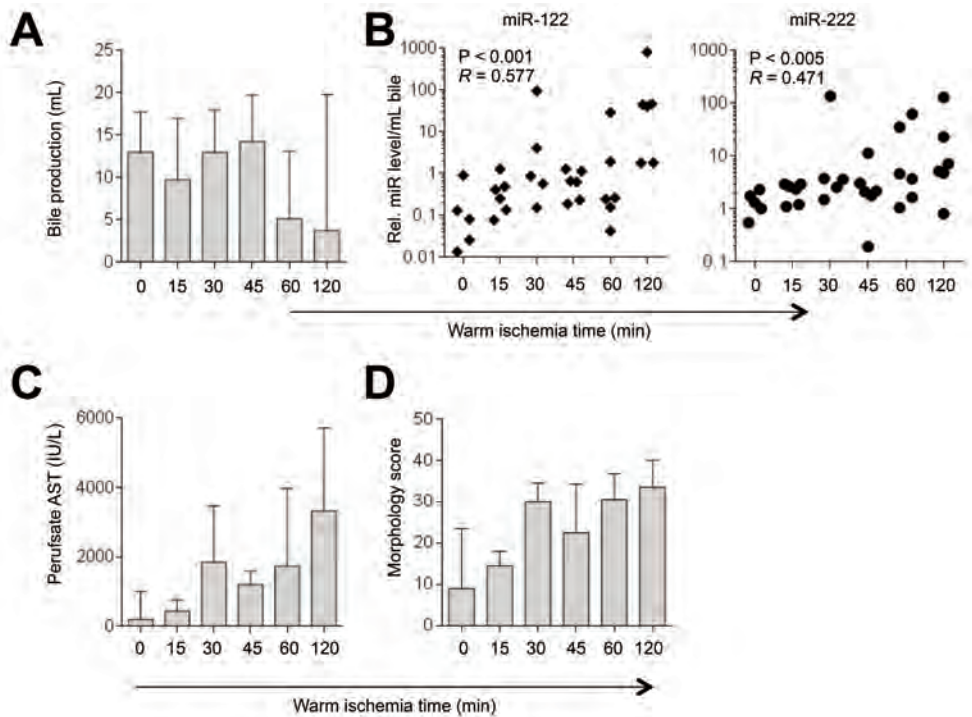 A
Bile production (mL)
25
20
15
10
5
0
0 15 30 45 60 120
B
miR-122
P < 0.001
R = 0.577
Rel. miR level/mL bile
1000
100
10
1
0.1
0.01
0 15 30 45 60 120
miR-222
P < 0.005
R = 0.471
1000
100
10
1
0.1
0 15 30 45 60 120
Warm ischemia time (min)
C
Perufsate AST (IU/L)
6000
4000
2000
0
0 15 30 45 60 120
D
Morphology score
50
40
30
20
10
0
0 15 30 45 60 120
Warm ischemia time (min)